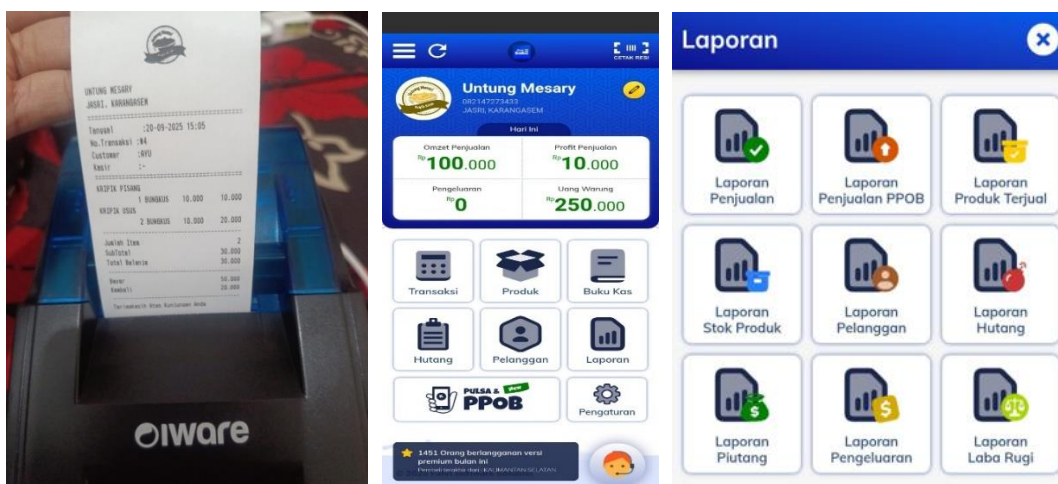 UNTUNG MESARY
JASRI, KARANGASEM
Tanggal :20-09-2025 15:05
No.Transaksi :#4
Customer :AYU
Kasir :-
KRIPIK PISANG
1 BUNGKUS 10.000 10.000
KRIPIK USUS
2 BUNGKUS 10.000 20.000
Jumlah Item 2
SubTotal 30.000
Total Belanja 30.000
Bayar 50.000
Kembali 20.000
Terimakasih Atas Kunjungan Anda
iware
CETAK RESI
Untung Mesary
082147273433
JASRI, KARANGASEM
Hari Ini
Omzet Penjualan
Rp100.000
Profit Penjualan
Rp10.000
Pengeluaran
Rp0
Uang Warung
Rp250.000
Transaksi
Produk
Buku Kas
Hutang
Pelanggan
Laporan
PULSA & New
PPOB
Pengaturan
1451 Orang berlangganan versi
premium bulan ini
KALIMANTAN SELATAN
Laporan
Laporan
Penjualan
Laporan
Penjualan PPOB
Laporan
Produk Terjual
Laporan
Stok Produk
Laporan
Pelanggan
Laporan
Hutang
Laporan
Piutang
Laporan
Pengeluaran
Laporan
Laba Rugi